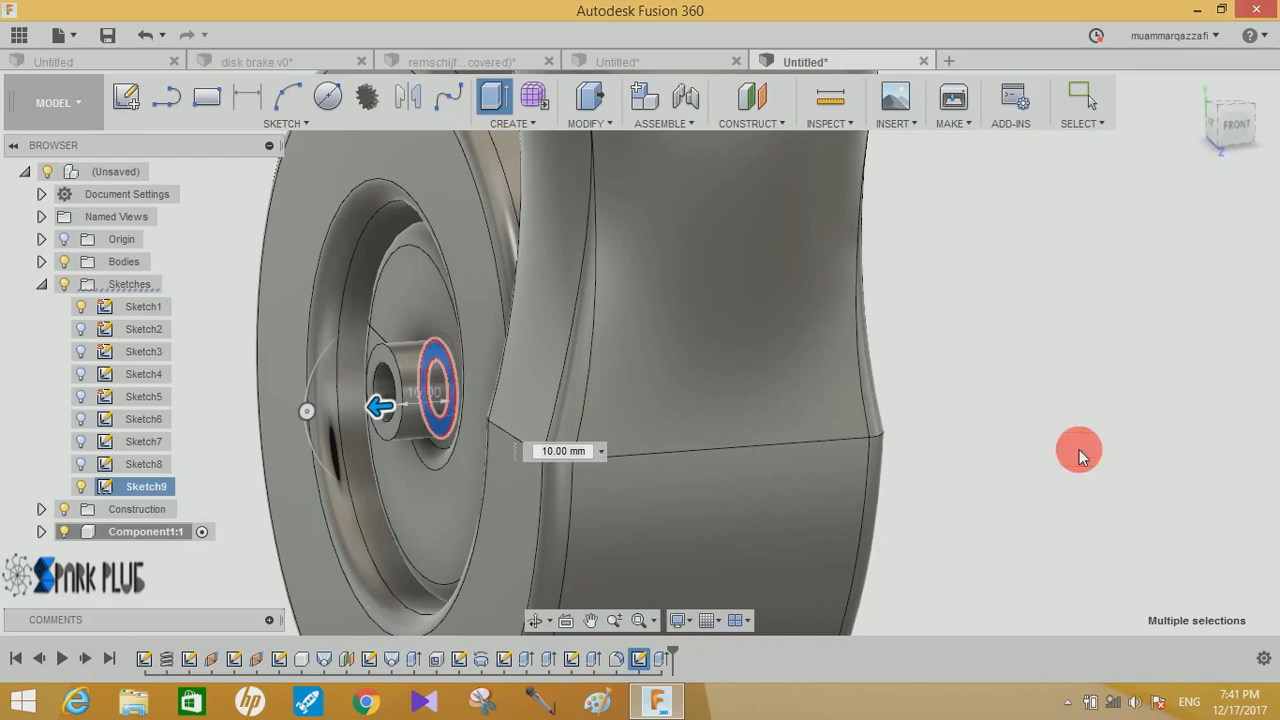 Autodesk Fusion 360
muammarqazzafi
Untitled
disk brake v0*
remschijf...covered)*
Untitled*
Untitled*
MODEL
SKETCH
CREATE
MODIFY
ASSEMBLE
CONSTRUCT
INSPECT
INSERT
MAKE
ADD-INS
SELECT
FRONT
Z
BROWSER
(Unsaved)
Document Settings
Named Views
Origin
Bodies
Sketches
Sketch1
Sketch2
Sketch3
Sketch4
Sketch5
Sketch6
Sketch7
Sketch8
Sketch9
Construction
Component1:1
10.00
10.00 mm
SPARK PLUG
COMMENTS
Multiple selections
ENG
7:41 PM
12/17/2017